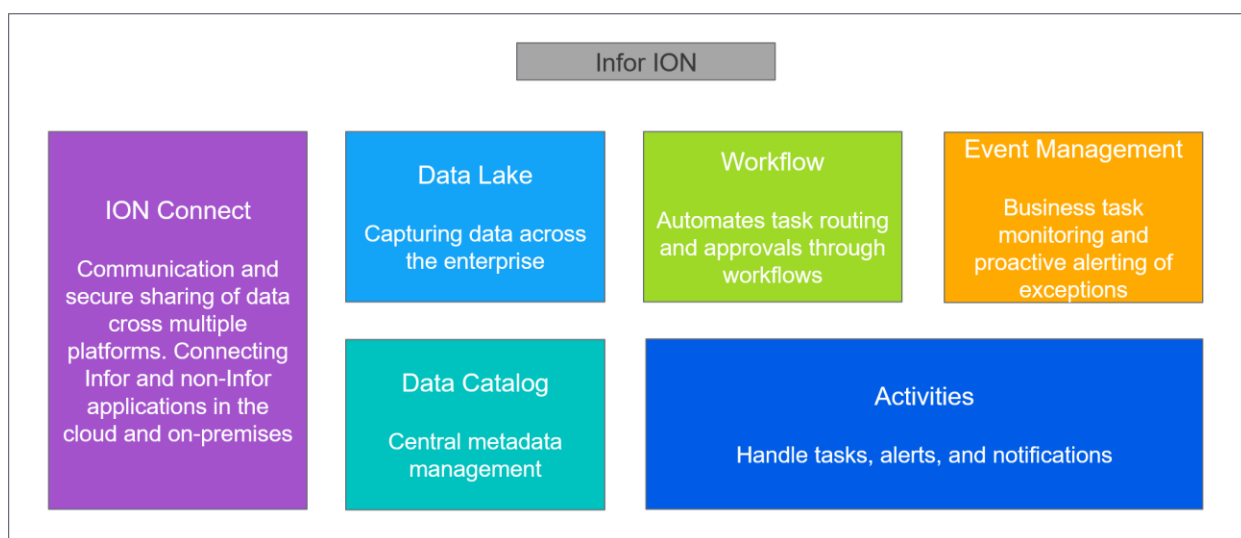 Infor ION
ION Connect
Communication and
secure sharing of data
cross multiple
platforms. Connecting
Infor and non-Infor
applications in the
cloud and on-premises
Data Lake
Capturing data across
the enterprise
Workflow
Automates task routing
and approvals through
workflows
Event Management
Business task
monitoring and
proactive alerting of
exceptions
Data Catalog
Central metadata
management
Activities
Handle tasks, alerts, and notifications